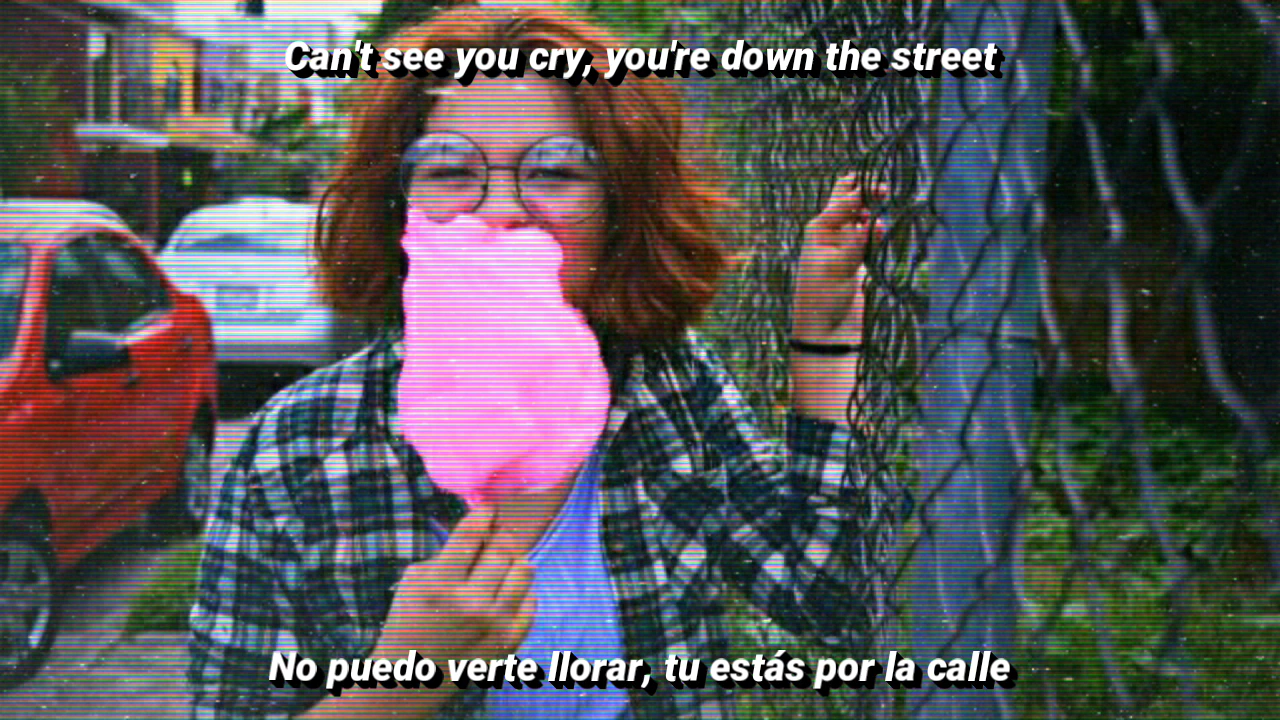 Can't see you cry, you're down the street
No puedo verte llorar, tu estás por la calle